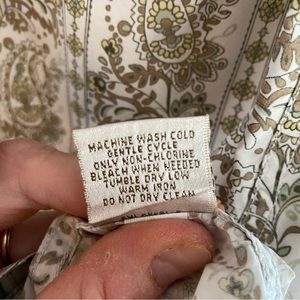 MACHINE WASH COLD
GENTLE CYCLE
ONLY NON-CHLORINE
BLEACH WHEN NEEDED
TUMBLE DRY LOW
WARM IRON
DO NOT DRY CLEAN